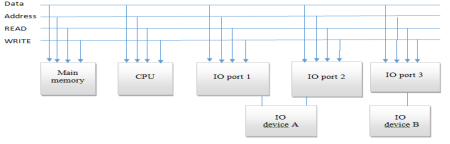 Data
Address
READ
WRITE
Main
memory
CPU
IO port 1
IO port 2
IO port 3
IO
device A
IO
device B